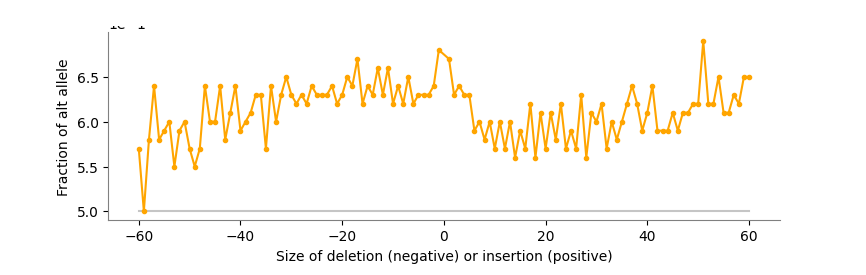 6.5
6.0
5.5
5.0
Fraction of alt allele
−60 −40 −20 0 20 40 60
Size of deletion (negative) or insertion (positive)